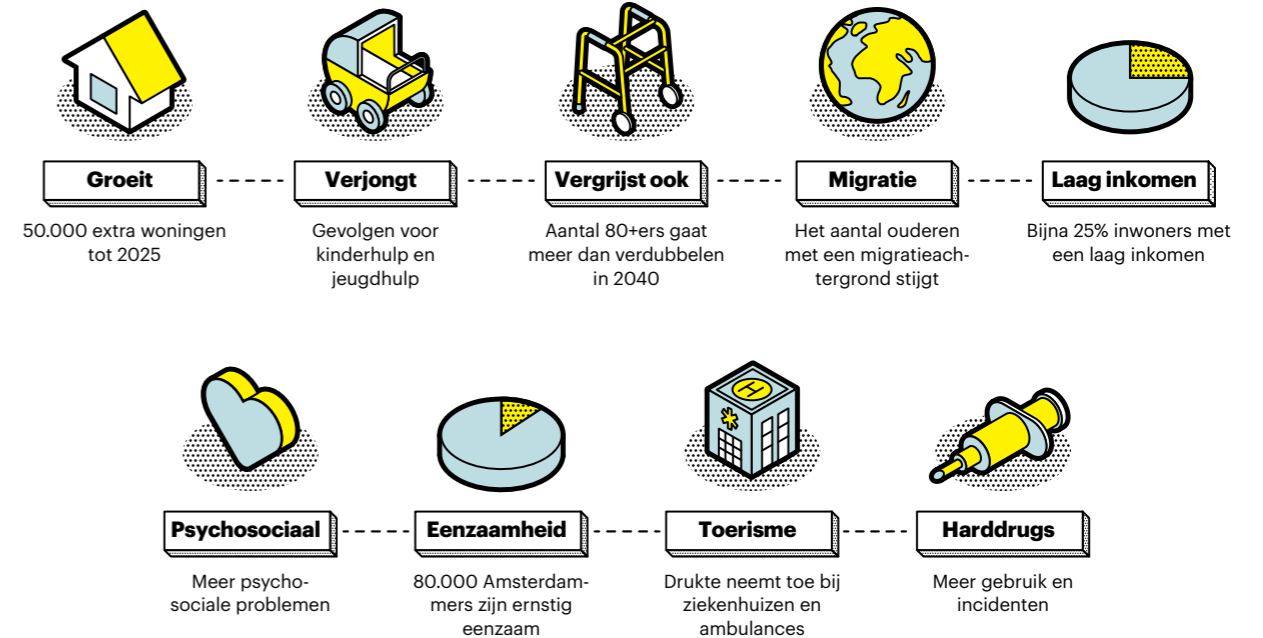 Groeit
50.000 extra woningen
tot 2025
Verjongt
Gevolgen voor
kinderhulp en
jeugdhulp
Vergrijst ook
Aantal 80+ers gaat
meer dan verdubbelen
in 2040
Migratie
Het aantal ouderen
met een migratieach-
tergrond stijgt
Laag inkomen
Bijna 25% inwoners met
een laag inkomen
H
Psychosociaal
Meer psycho-
sociale problemen
Eenzaamheid
80.000 Amsterdam-
mers zijn ernstig
eenzaam
Toerisme
Drukte neemt toe bij
ziekenhuizen en
ambulances
Harddrugs
Meer gebruik en
incidenten